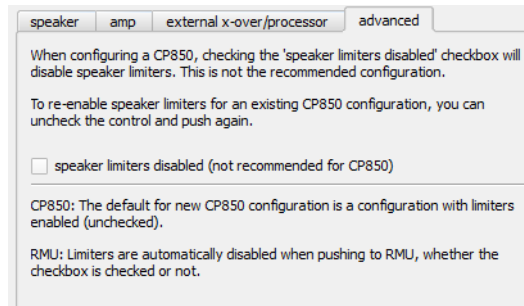 speaker amp external x-over/processor advanced
When configuring a CP850, checking the 'speaker limiters disabled' checkbox will
disable speaker limiters. This is not the recommended configuration.
To re-enable speaker limiters for an existing CP850 configuration, you can
uncheck the control and push again.
speaker limiters disabled (not recommended for CP850)
CP850: The default for new CP850 configuration is a configuration with limiters
enabled (unchecked).
RMU: Limiters are automatically disabled when pushing to RMU, whether the
checkbox is checked or not.